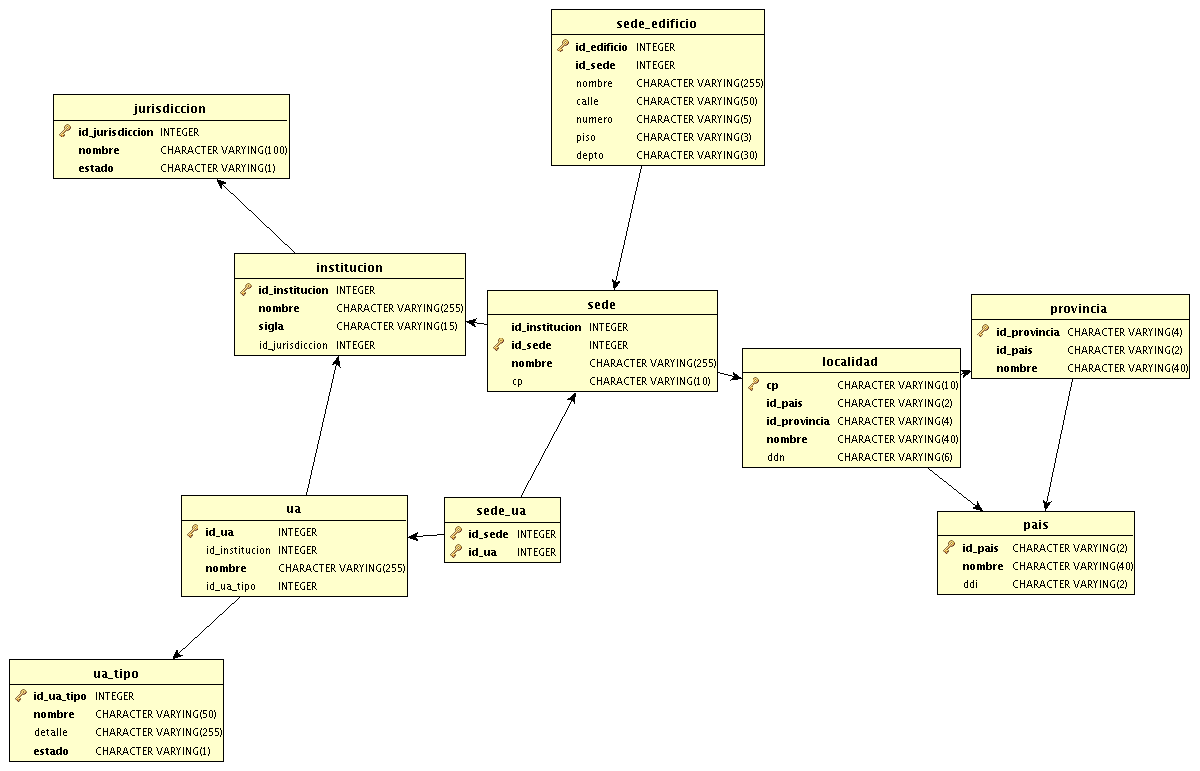 sede_edificio
id_edificio INTEGER
id_sede INTEGER
nombre CHARACTER VARYING(255)
calle CHARACTER VARYING(50)
numero CHARACTER VARYING(5)
piso CHARACTER VARYING(3)
depto CHARACTER VARYING(30)
jurisdiccion
id_jurisdiccion INTEGER
nombre CHARACTER VARYING(100)
estado CHARACTER VARYING(1)
institucion
id_institucion INTEGER
nombre CHARACTER VARYING(255)
sigla CHARACTER VARYING(15)
id_jurisdiccion INTEGER
sede
id_institucion INTEGER
id_sede INTEGER
nombre CHARACTER VARYING(255)
cp CHARACTER VARYING(10)
provincia
id_provincia CHARACTER VARYING(4)
id_pais CHARACTER VARYING(2)
nombre CHARACTER VARYING(40)
localidad
cp CHARACTER VARYING(10)
id_pais CHARACTER VARYING(2)
id_provincia CHARACTER VARYING(4)
nombre CHARACTER VARYING(40)
ddn CHARACTER VARYING(6)
ua
id_ua INTEGER
id_institucion INTEGER
nombre CHARACTER VARYING(255)
id_ua_tipo INTEGER
sede_ua
id_sede INTEGER
id_ua INTEGER
pais
id_pais CHARACTER VARYING(2)
nombre CHARACTER VARYING(40)
ddi CHARACTER VARYING(2)
ua_tipo
id_ua_tipo INTEGER
nombre CHARACTER VARYING(50)
detalle CHARACTER VARYING(255)
estado CHARACTER VARYING(1)